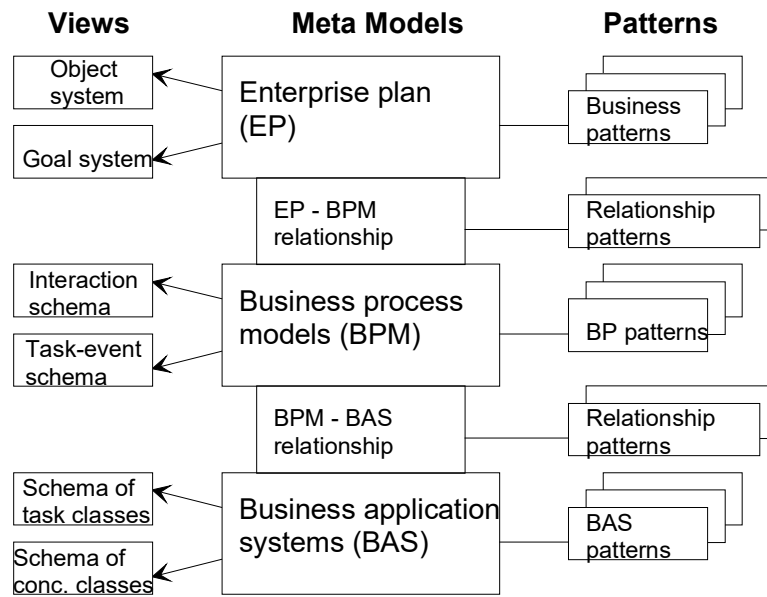 Views
Meta Models
Patterns
Object
system
Goal system
Enterprise plan
(EP)
Business
patterns
EP - BPM
relationship
Relationship
patterns
Interaction
schema
Task-event
schema
Business process
models (BPM)
BP patterns
BPM - BAS
relationship
Relationship
patterns
Schema of
task classes
Schema of
conc. classes
Business application
systems (BAS)
BAS
patterns